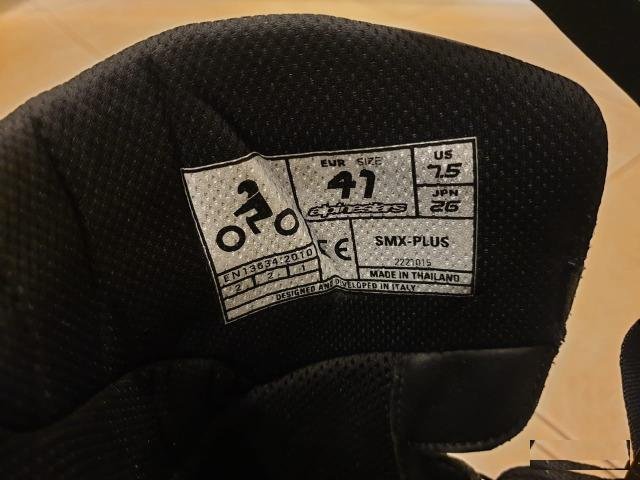 EUR SIZE
41
alpinestars
US
7.5
JPN
26
CE
SMX-PLUS
2221015
EN13634:2010
2 2 1
MADE IN THAILAND
DESIGNED AND DEVELOPED IN ITALY